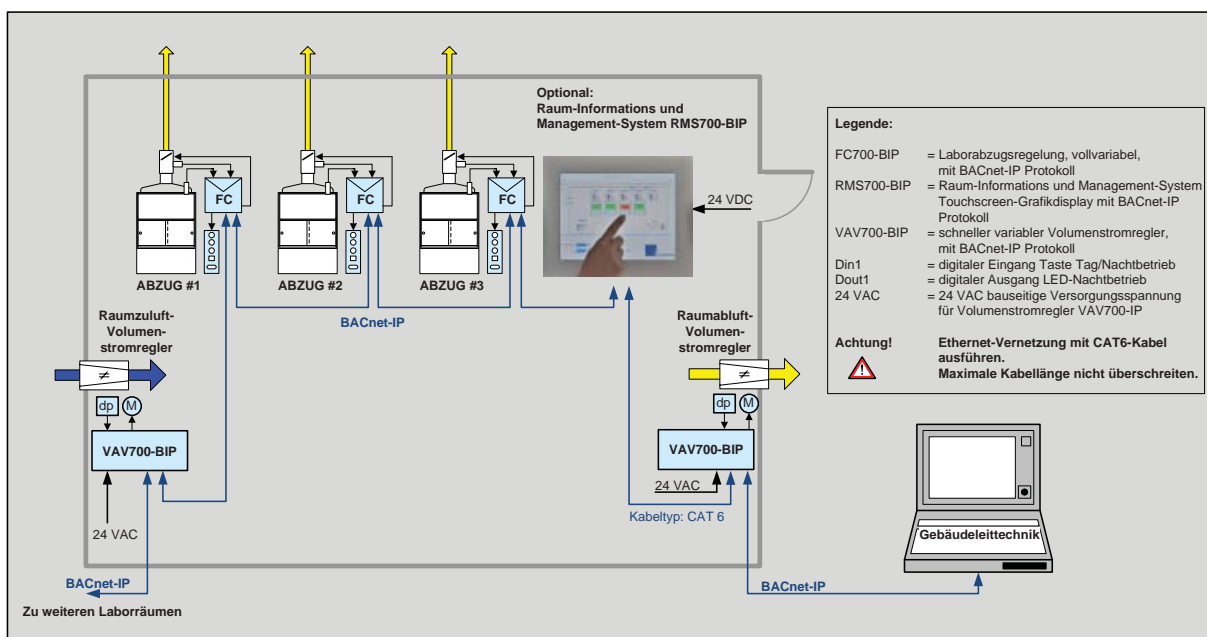 Optional:
Raum-Informations und
Management-System RMS700-BIP
FC
FC
FC
24 VDC
ABZUG #1
ABZUG #2
ABZUG #3
BACnet-IP
Raumzuluft-
Volumen-
stromregler
Raumabluft-
Volumen-
stromregler
≠
≠
dp
M
dp
M
VAV700-BIP
VAV700-BIP
24 VAC
24 VAC
Kabeltyp: CAT 6
BACnet-IP
BACnet-IP
Zu weiteren Laborräumen
Gebäudeleittechnik
Legende:
FC700-BIP = Laborabzugsregelung, vollvariabel,
mit BACnet-IP Protokoll
RMS700-BIP = Raum-Informations und Management-System
Touchscreen-Grafikdisplay mit BACnet-IP
Protokoll
VAV700-BIP = schneller variabler Volumenstromregler,
mit BACnet-IP Protokoll
Din1 = digitaler Eingang Taste Tag/Nachtbetrieb
Dout1 = digitaler Ausgang LED-Nachtbetrieb
24 VAC = 24 VAC bauseitige Versorgungsspannung
für Volumenstromregler VAV700-IP
Achtung! Ethernet-Vernetzung mit CAT6-Kabel
ausführen.
! Maximale Kabellänge nicht überschreiten.